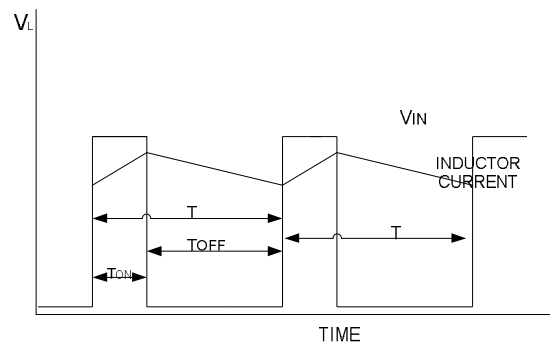 VL
VIN
INDUCTOR
CURRENT
T
T
TOFF
TON
TIME